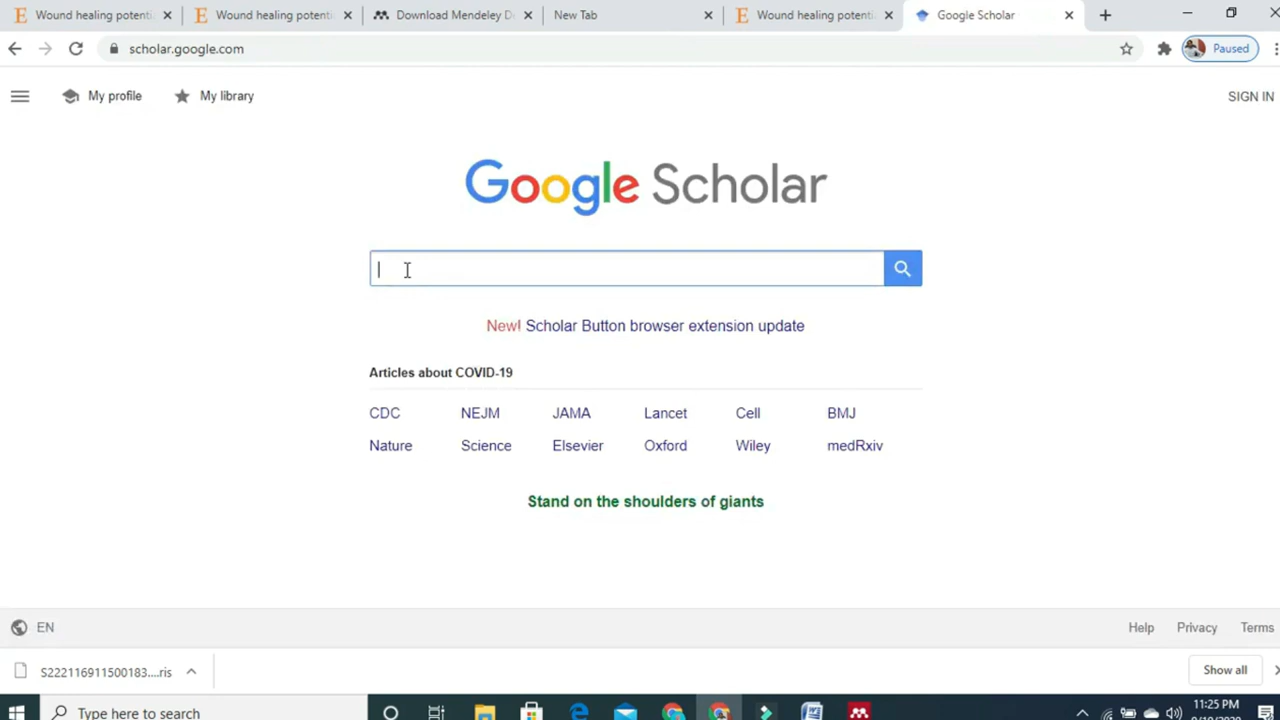 Wound healing potenti
Wound healing potenti
Download Mendeley D
New Tab
Wound healing potenti
Google Scholar
scholar.google.com
Paused
My profile
My library
SIGN IN
Google Scholar
New! Scholar Button browser extension update
Articles about COVID-19
CDC NEJM JAMA Lancet Cell BMJ
Nature Science Elsevier Oxford Wiley medRxiv
Stand on the shoulders of giants
EN
Help Privacy Terms
S222116911500183....ris
Show all
Type here to search
11:25 PM